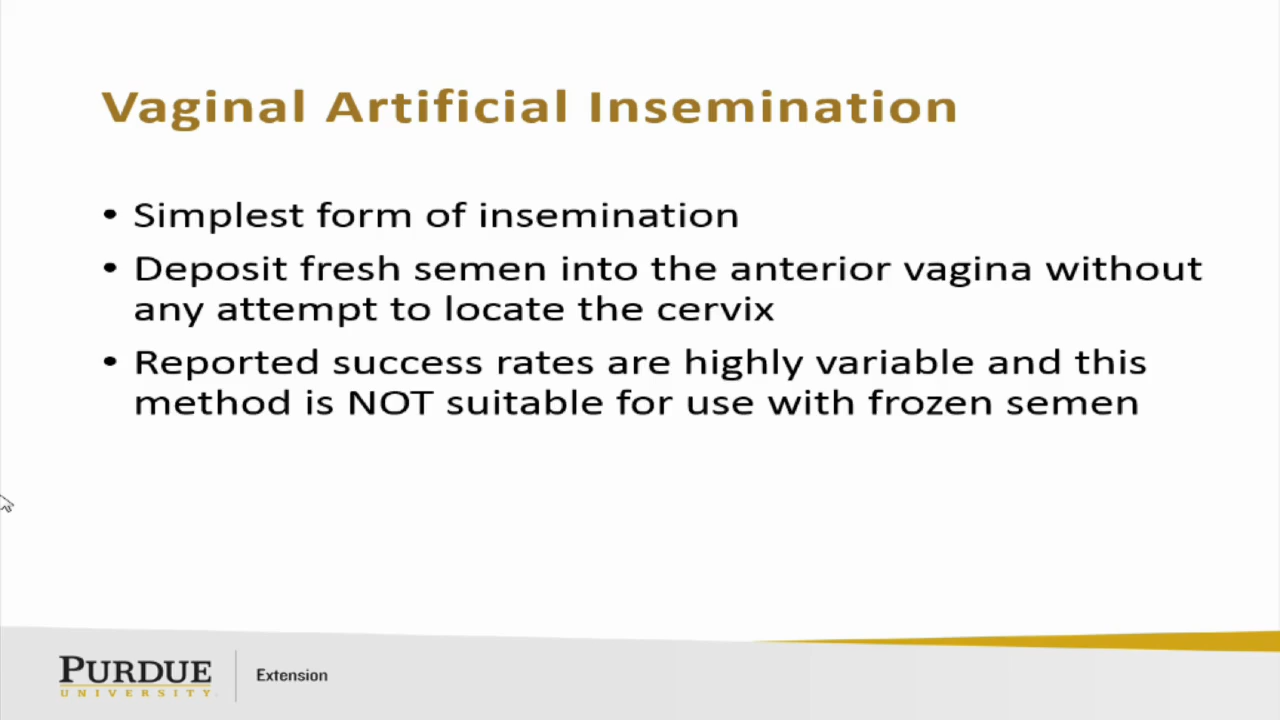 Vaginal Artificial Insemination
• Simplest form of insemination
• Deposit fresh semen into the anterior vagina without
any attempt to locate the cervix
• Reported success rates are highly variable and this
method is NOT suitable for use with frozen semen
PURDUE
UNIVERSITY
Extension